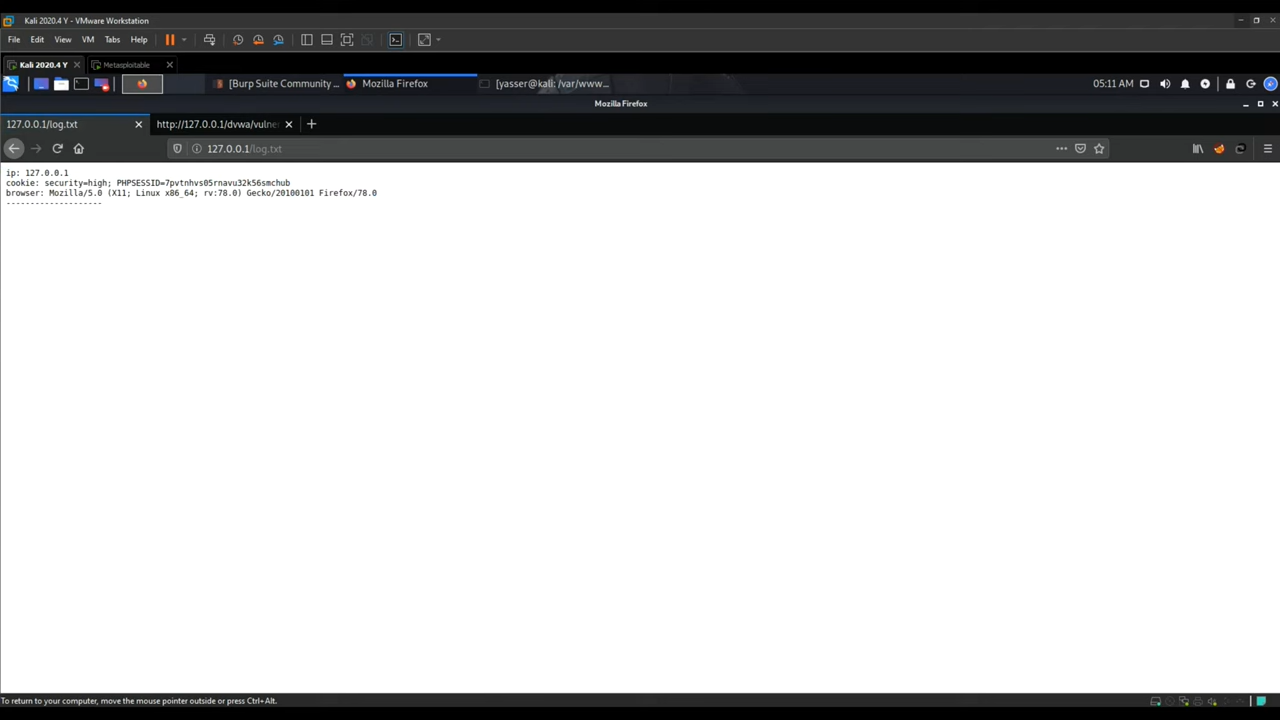 Kali 2020.4 Y - VMware Workstation
File Edit View VM Tabs Help
Kali 2020.4 Y Metasploitable
[Burp Suite Community ... Mozilla Firefox [yasser@kali: /var/www... 05:11 AM
Mozilla Firefox
127.0.0.1/log.txt http://127.0.0.1/dvwa/vulne
127.0.0.1/log.txt
ip: 127.0.0.1
cookie: security=high; PHPSESSID=7pvtnhvs05rnavu32k56smchub
browser: Mozilla/5.0 (X11; Linux x86_64; rv:78.0) Gecko/20100101 Firefox/78.0
--------------------
To return to your computer, move the mouse pointer outside or press Ctrl+Alt.